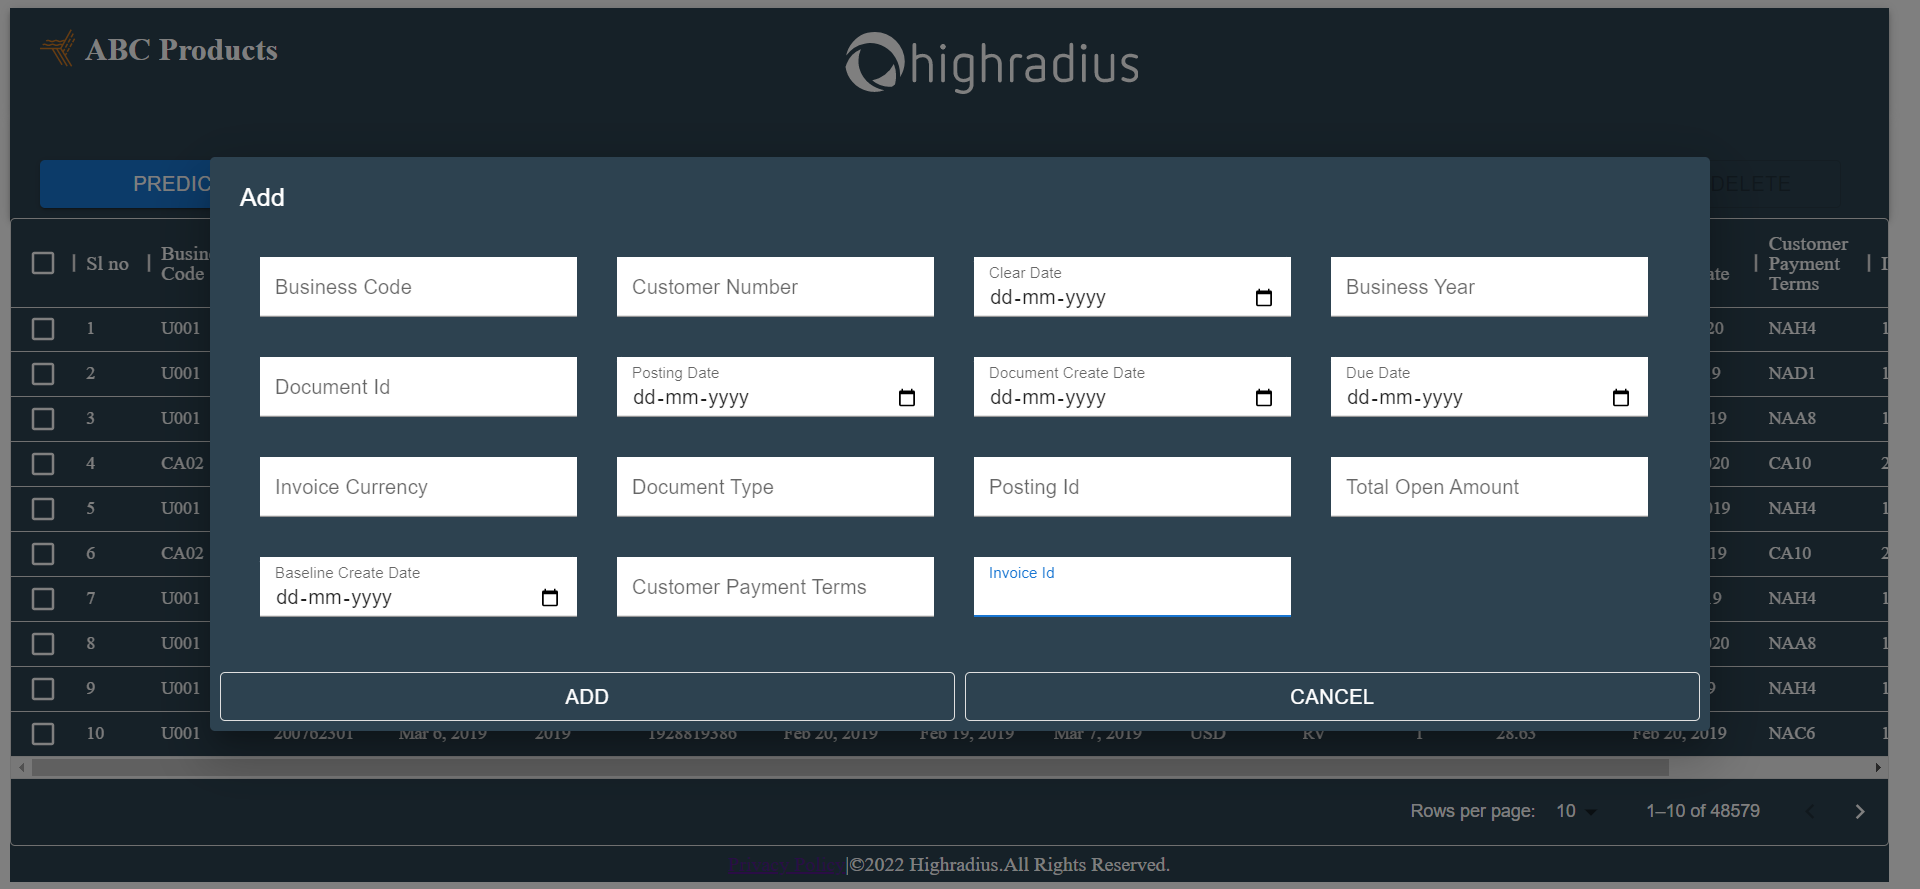 ABC Products
highradius
PREDIC
DELETE
Add
Business Code
Customer Number
Clear Date
dd-mm-yyyy
Business Year
Document Id
Posting Date
dd-mm-yyyy
Document Create Date
dd-mm-yyyy
Due Date
dd-mm-yyyy
Invoice Currency
Document Type
Posting Id
Total Open Amount
Baseline Create Date
dd-mm-yyyy
Customer Payment Terms
Invoice Id
ADD
CANCEL
Sl no
Busin
Code
ate
Customer
Payment
Terms
1 U001 20 NAH4 1
2 U001 9 NAD1 1
3 U001 19 NAA8 1
4 CA02 020 CA10 2
5 U001 019 NAH4 1
6 CA02 19 CA10 2
7 U001 19 NAH4 1
8 U001 020 NAA8 1
9 U001 9 NAH4 1
10 U001 200762301 Mar 6, 2019 2019 1928819386 Feb 20, 2019 Feb 19, 2019 Mar 7, 2019 USD RV 1 28.63 Feb 20, 2019 NAC6 1
Rows per page: 10 1–10 of 48579
Privacy Policy|©2022 Highradius.All Rights Reserved.